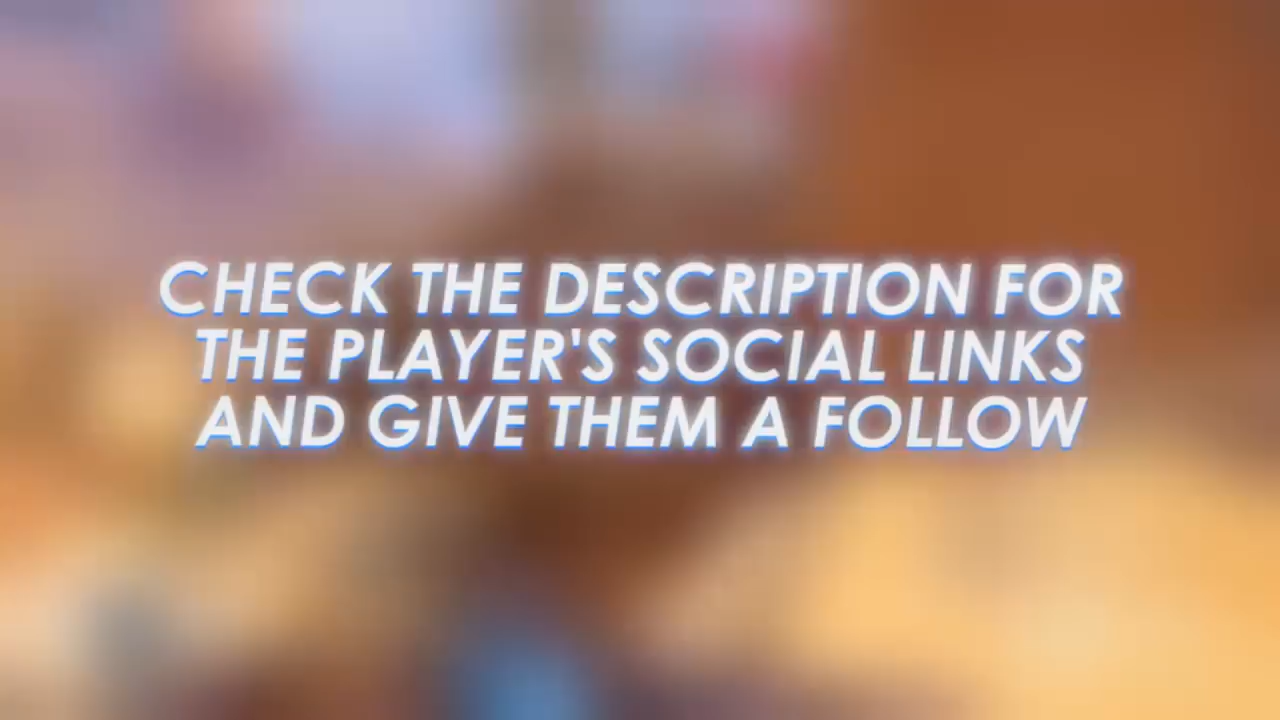 CHECK THE DESCRIPTION FOR
THE PLAYER'S SOCIAL LINKS
AND GIVE THEM A FOLLOW